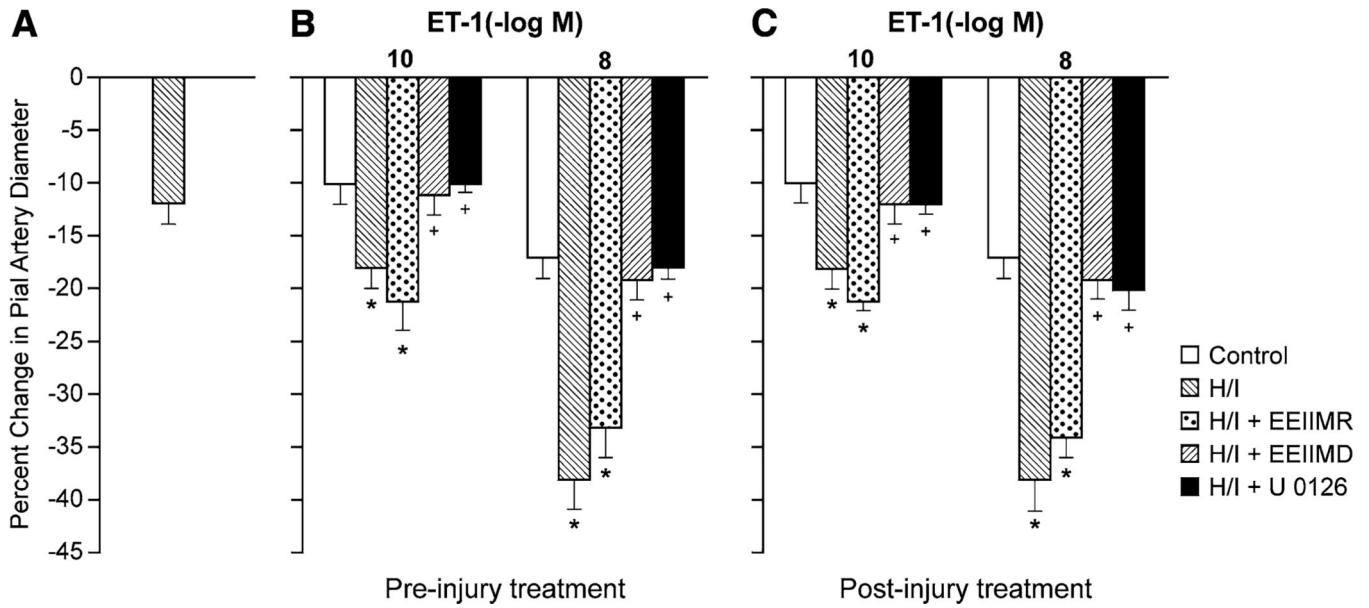 A
B
ET-1(-log M)
C
ET-1(-log M)
10
8
10
8
Percent Change in Pial Artery Diameter
0
-5
-10
-15
-20
-25
-30
-35
-40
-45
*
*
+
+
*
*
+
+
*
*
+
+
*
*
+
+
Control
H/I
H/I + EEIIMR
H/I + EEIIMD
H/I + U 0126
Pre-injury treatment
Post-injury treatment